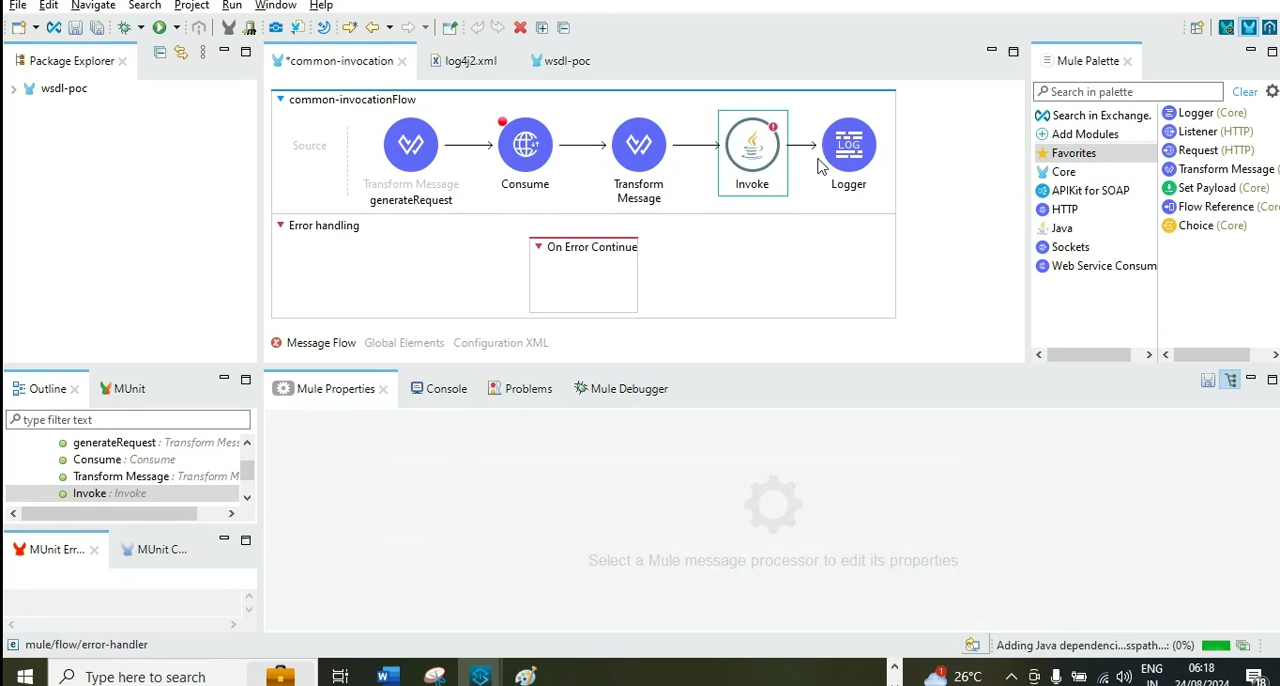 File Edit Navigate Search Project Run Window Help
Package Explorer
wsdl-poc
*common-invocation
log4j2.xml
wsdl-poc
common-invocationFlow
Source
Transform Message
generateRequest
Consume
Transform
Message
Invoke
LOG
Logger
Error handling
On Error Continue
Message Flow Global Elements Configuration XML
Mule Palette
Search in palette
Clear
Search in Exchange.
Add Modules
Favorites
Core
APIKit for SOAP
HTTP
Java
Sockets
Web Service Consum
Logger (Core)
Listener (HTTP)
Request (HTTP)
Transform Message
Set Payload (Core)
Flow Reference (Core
Choice (Core)
Outline
MUnit
type filter text
generateRequest : Transform Mess
Consume : Consume
Transform Message : Transform M
Invoke : Invoke
MUnit Err...
MUnit C...
Mule Properties
Console
Problems
Mule Debugger
Select a Mule message processor to edit its properties
mule/flow/error-handler
Adding Java dependenci...sspath...: (0%)
Type here to search
26°C
ENG
IN
06:18
24/08/2024
18